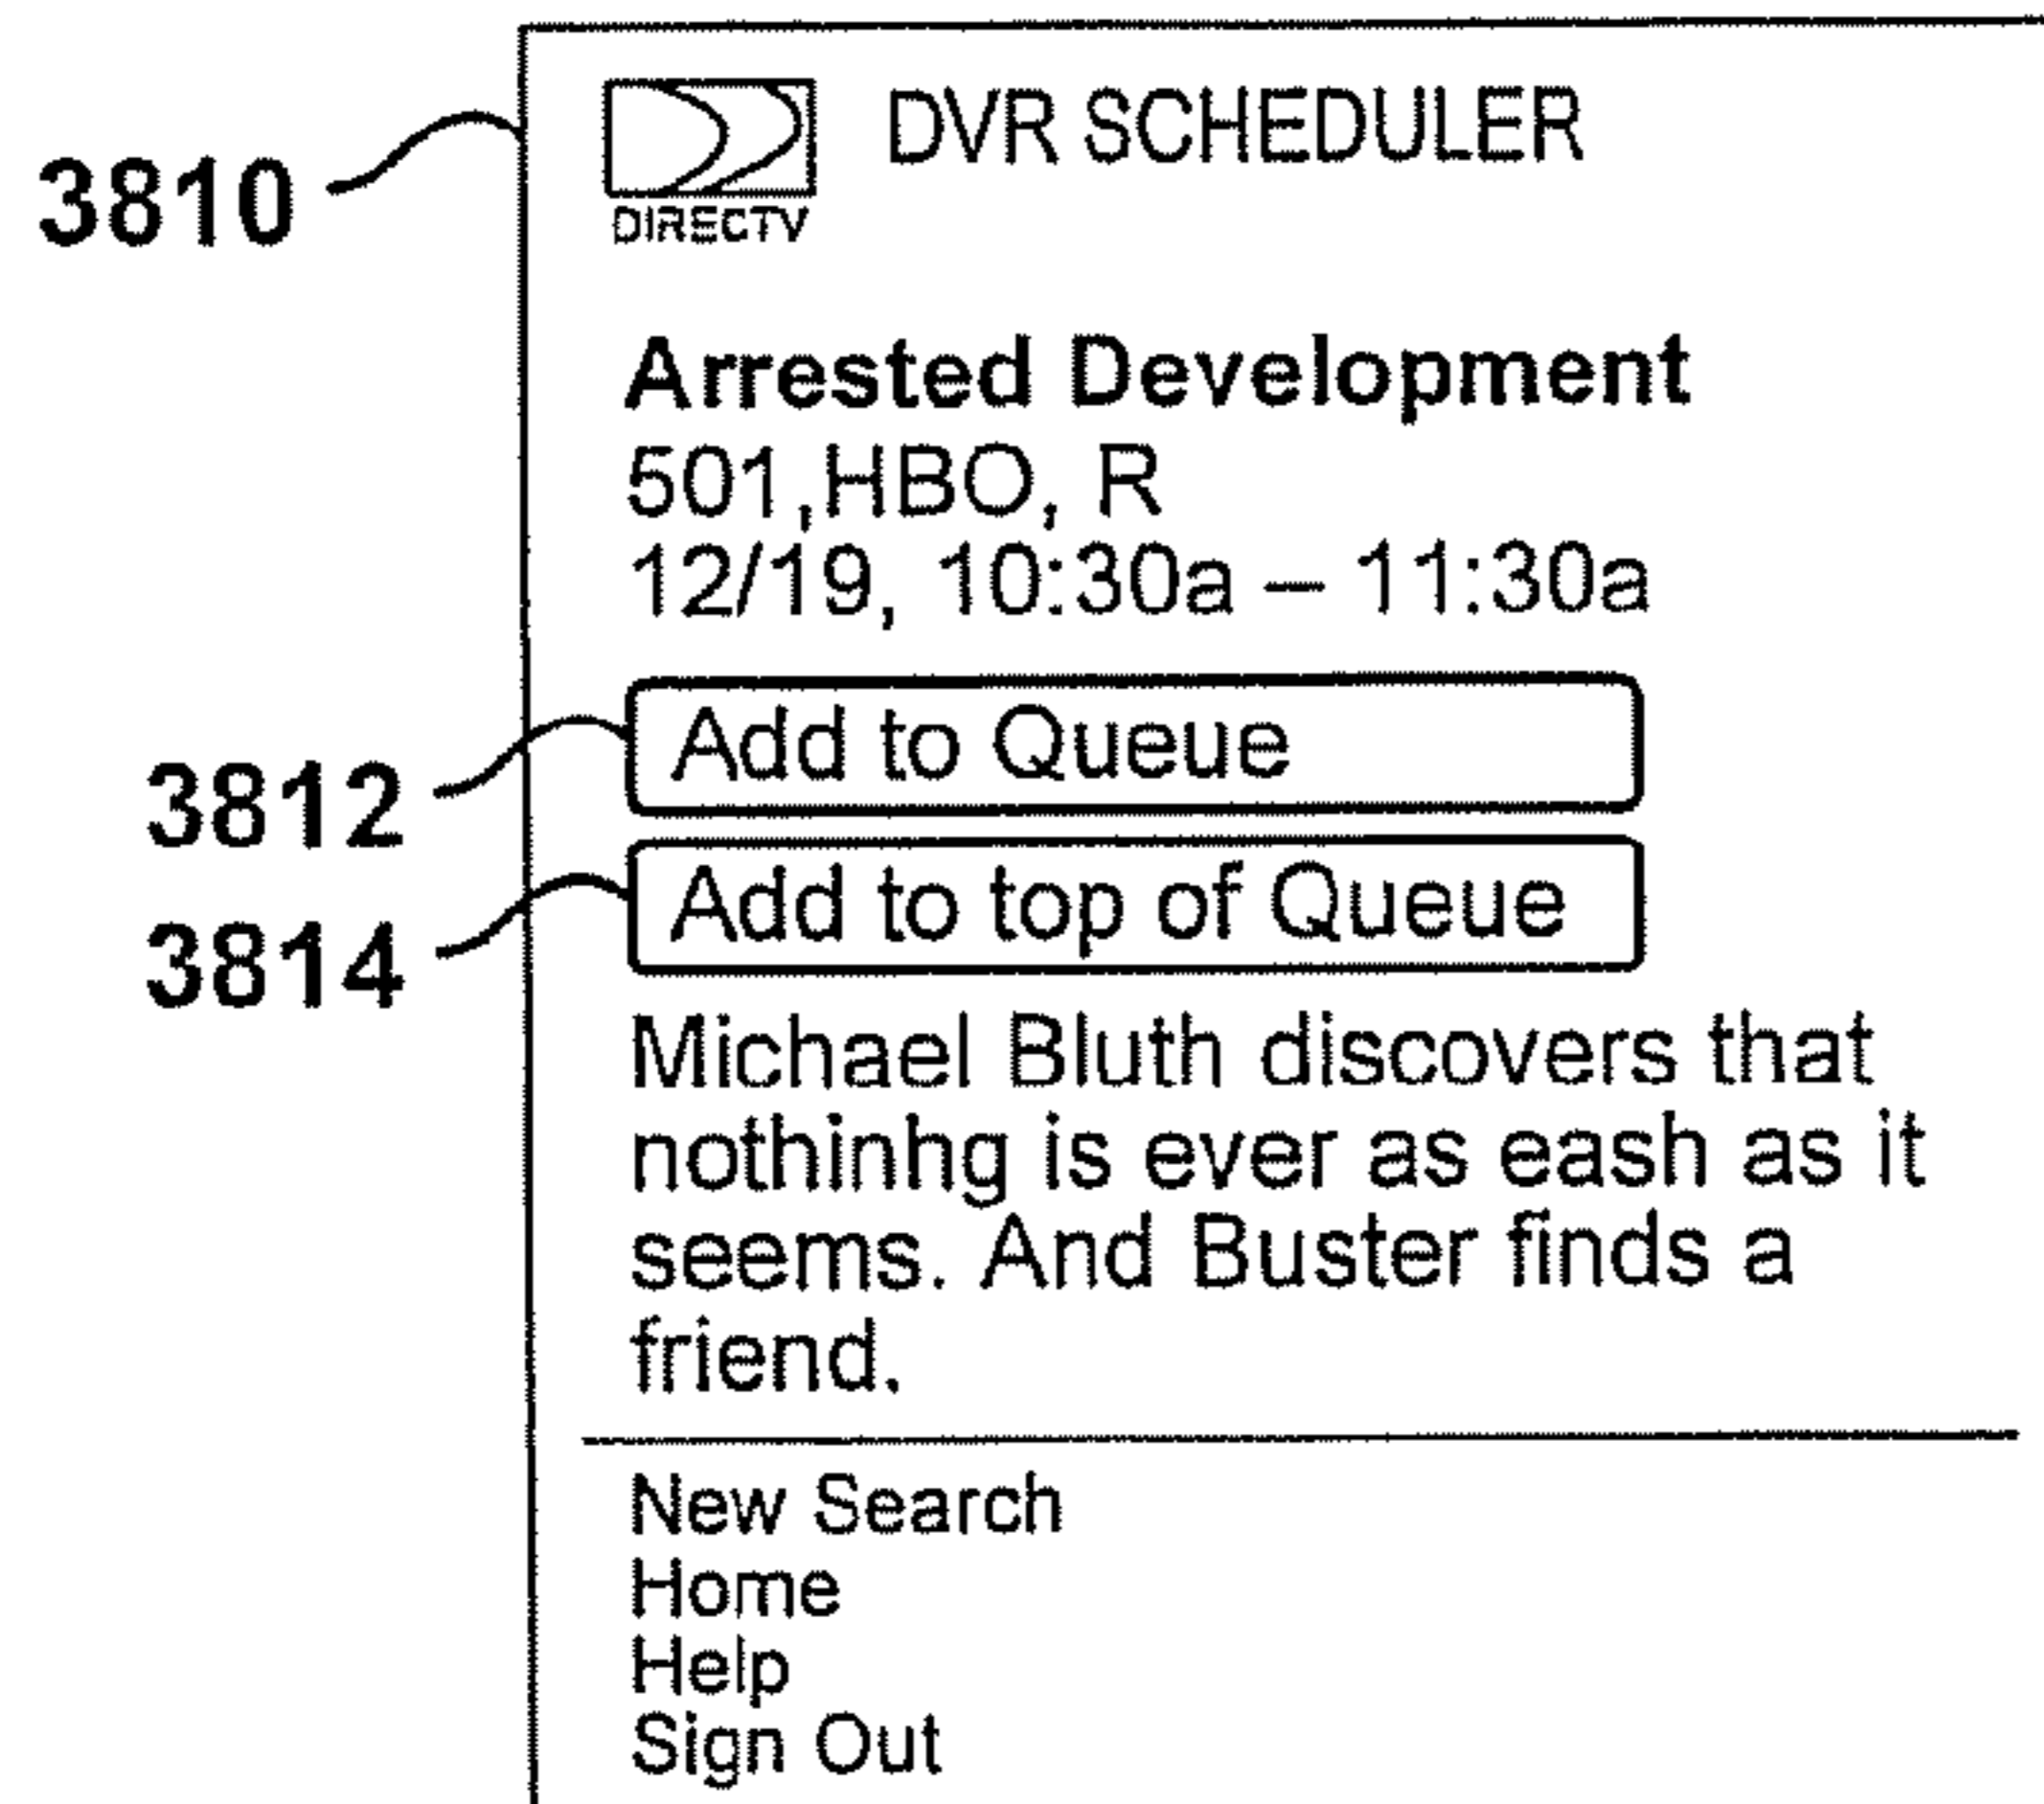 3810
DVR SCHEDULER
DIRECTV
Arrested Development
501,HBO, R
12/19, 10:30a – 11:30a
3812
Add to Queue
3814
Add to top of Queue
Michael Bluth discovers that
nothinhg is ever as eash as it
seems. And Buster finds a
friend.
New Search
Home
Help
Sign Out